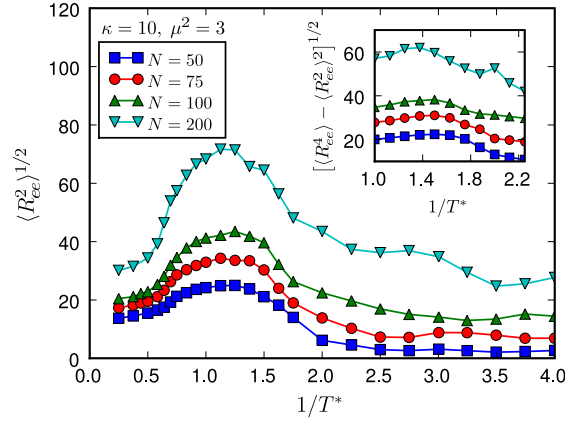 κ = 10, μ² = 3
N = 50
N = 75
N = 100
N = 200
120
100
80
60
40
20
0
⟨R²ₑₑ⟩^{1/2}
0.0 0.5 1.0 1.5 2.0 2.5 3.0 3.5 4.0
1/T*
60
40
20
[⟨R⁴ₑₑ⟩ − ⟨R²ₑₑ⟩²]^{1/2}
1.0 1.4 1.8 2.2
1/T*